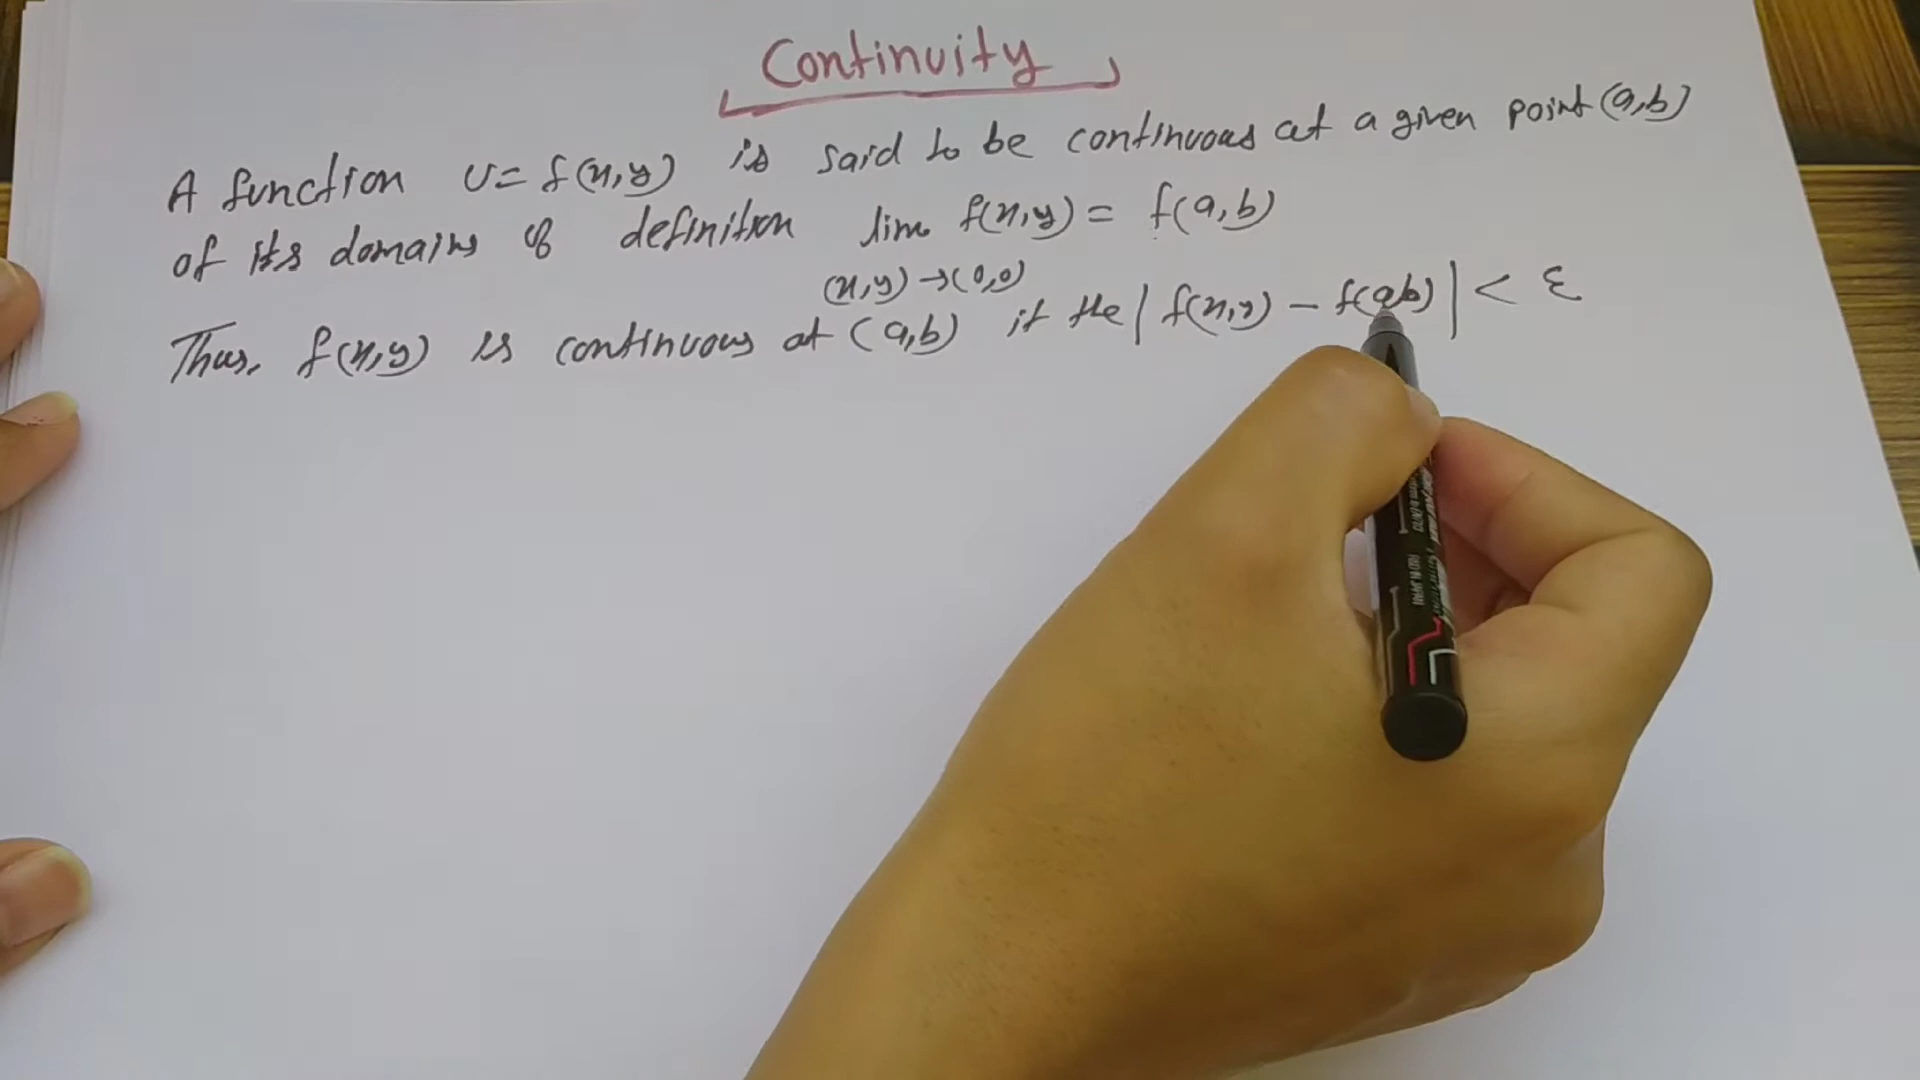 Continuity
A function u= f(x,y) is said to be continuous at a given point (a,b)
of its domains of definition lim f(x,y) = f(a,b)
(x,y)→(0,0)
Thus, f(x,y) is continuous at (a,b) if the | f(x,y) - f(a,b) | < ε